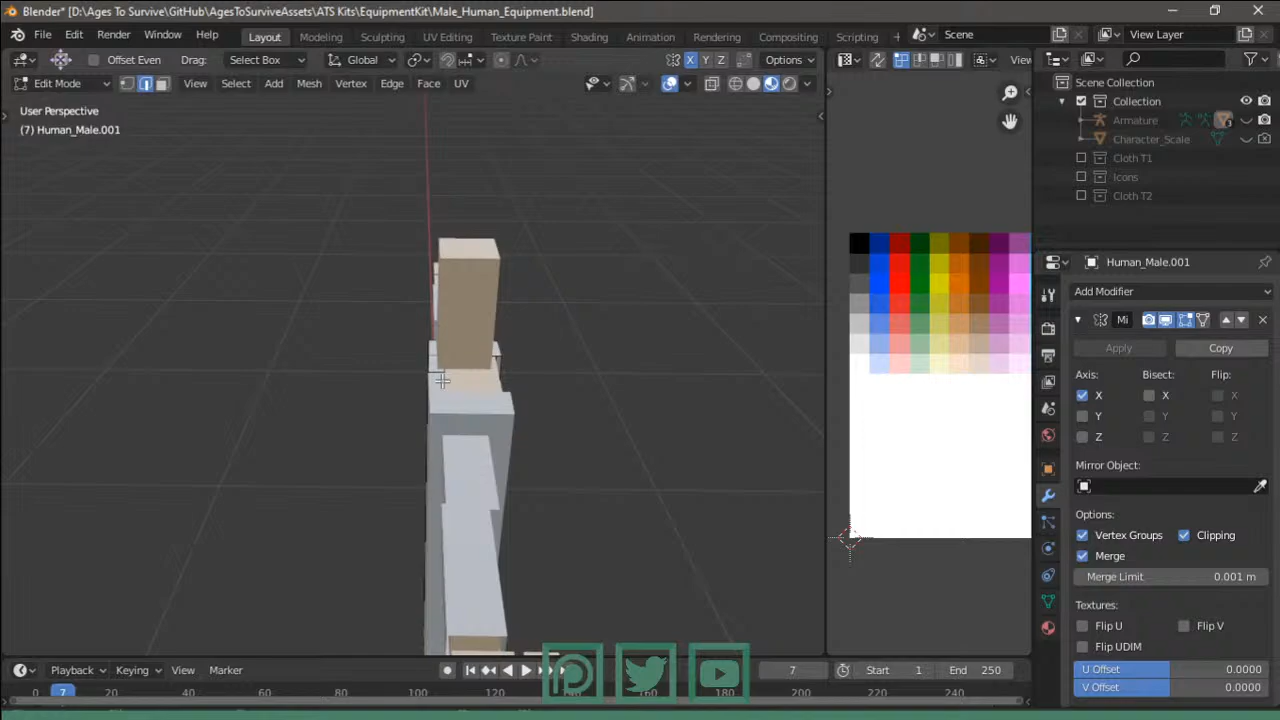 Blender* [D:\Ages To Survive\GitHub\AgesToSurviveAssets\ATS Kits\EquipmentKit\Male_Human_Equipment.blend]
File Edit Render Window Help Layout Modeling Sculpting UV Editing Texture Paint Shading Animation Rendering Compositing Scripting + Scene View Layer
Offset Even Drag: Select Box Global X Y Z Options View
Edit Mode View Select Add Mesh Vertex Edge Face UV
User Perspective
(7) Human_Male.001
Scene Collection
Collection
Armature
Character_Scale
Cloth T1
Icons
Cloth T2
Human_Male.001
Add Modifier
Mi
Apply Copy
Axis: Bisect: Flip:
X X X
Y Y Y
Z Z Z
Mirror Object:
Options:
Vertex Groups Clipping
Merge
Merge Limit 0.001 m
Textures:
Flip U Flip V
Flip UDIM
U Offset 0.0000
V Offset 0.0000
Playback Keying View Marker 7 Start 1 End 250
0 7 20 40 60 80 100 120 140 160 180 200 220 240